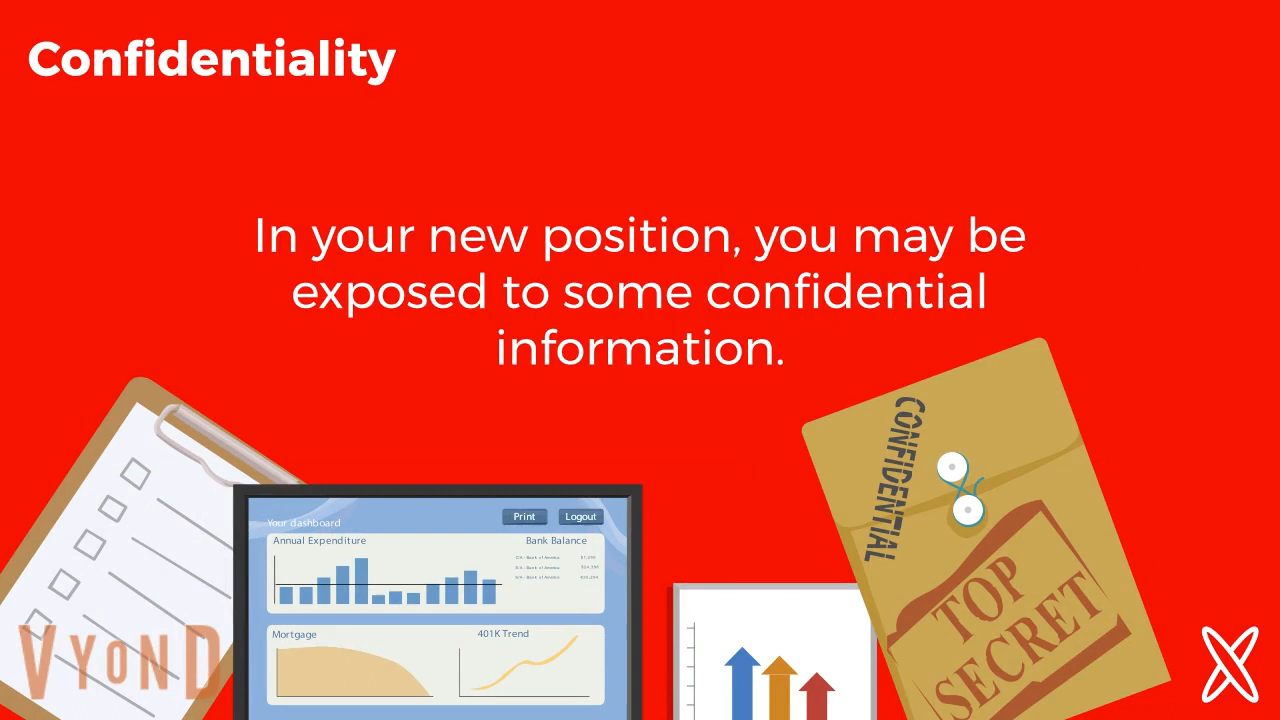 Confidentiality
In your new position, you may be
exposed to some confidential
information.
CONFIDENTIAL
TOP
SECRET
Your dashboard
Print
Logout
Annual Expenditure
Bank Balance
Mortgage
401K Trend
VYOND